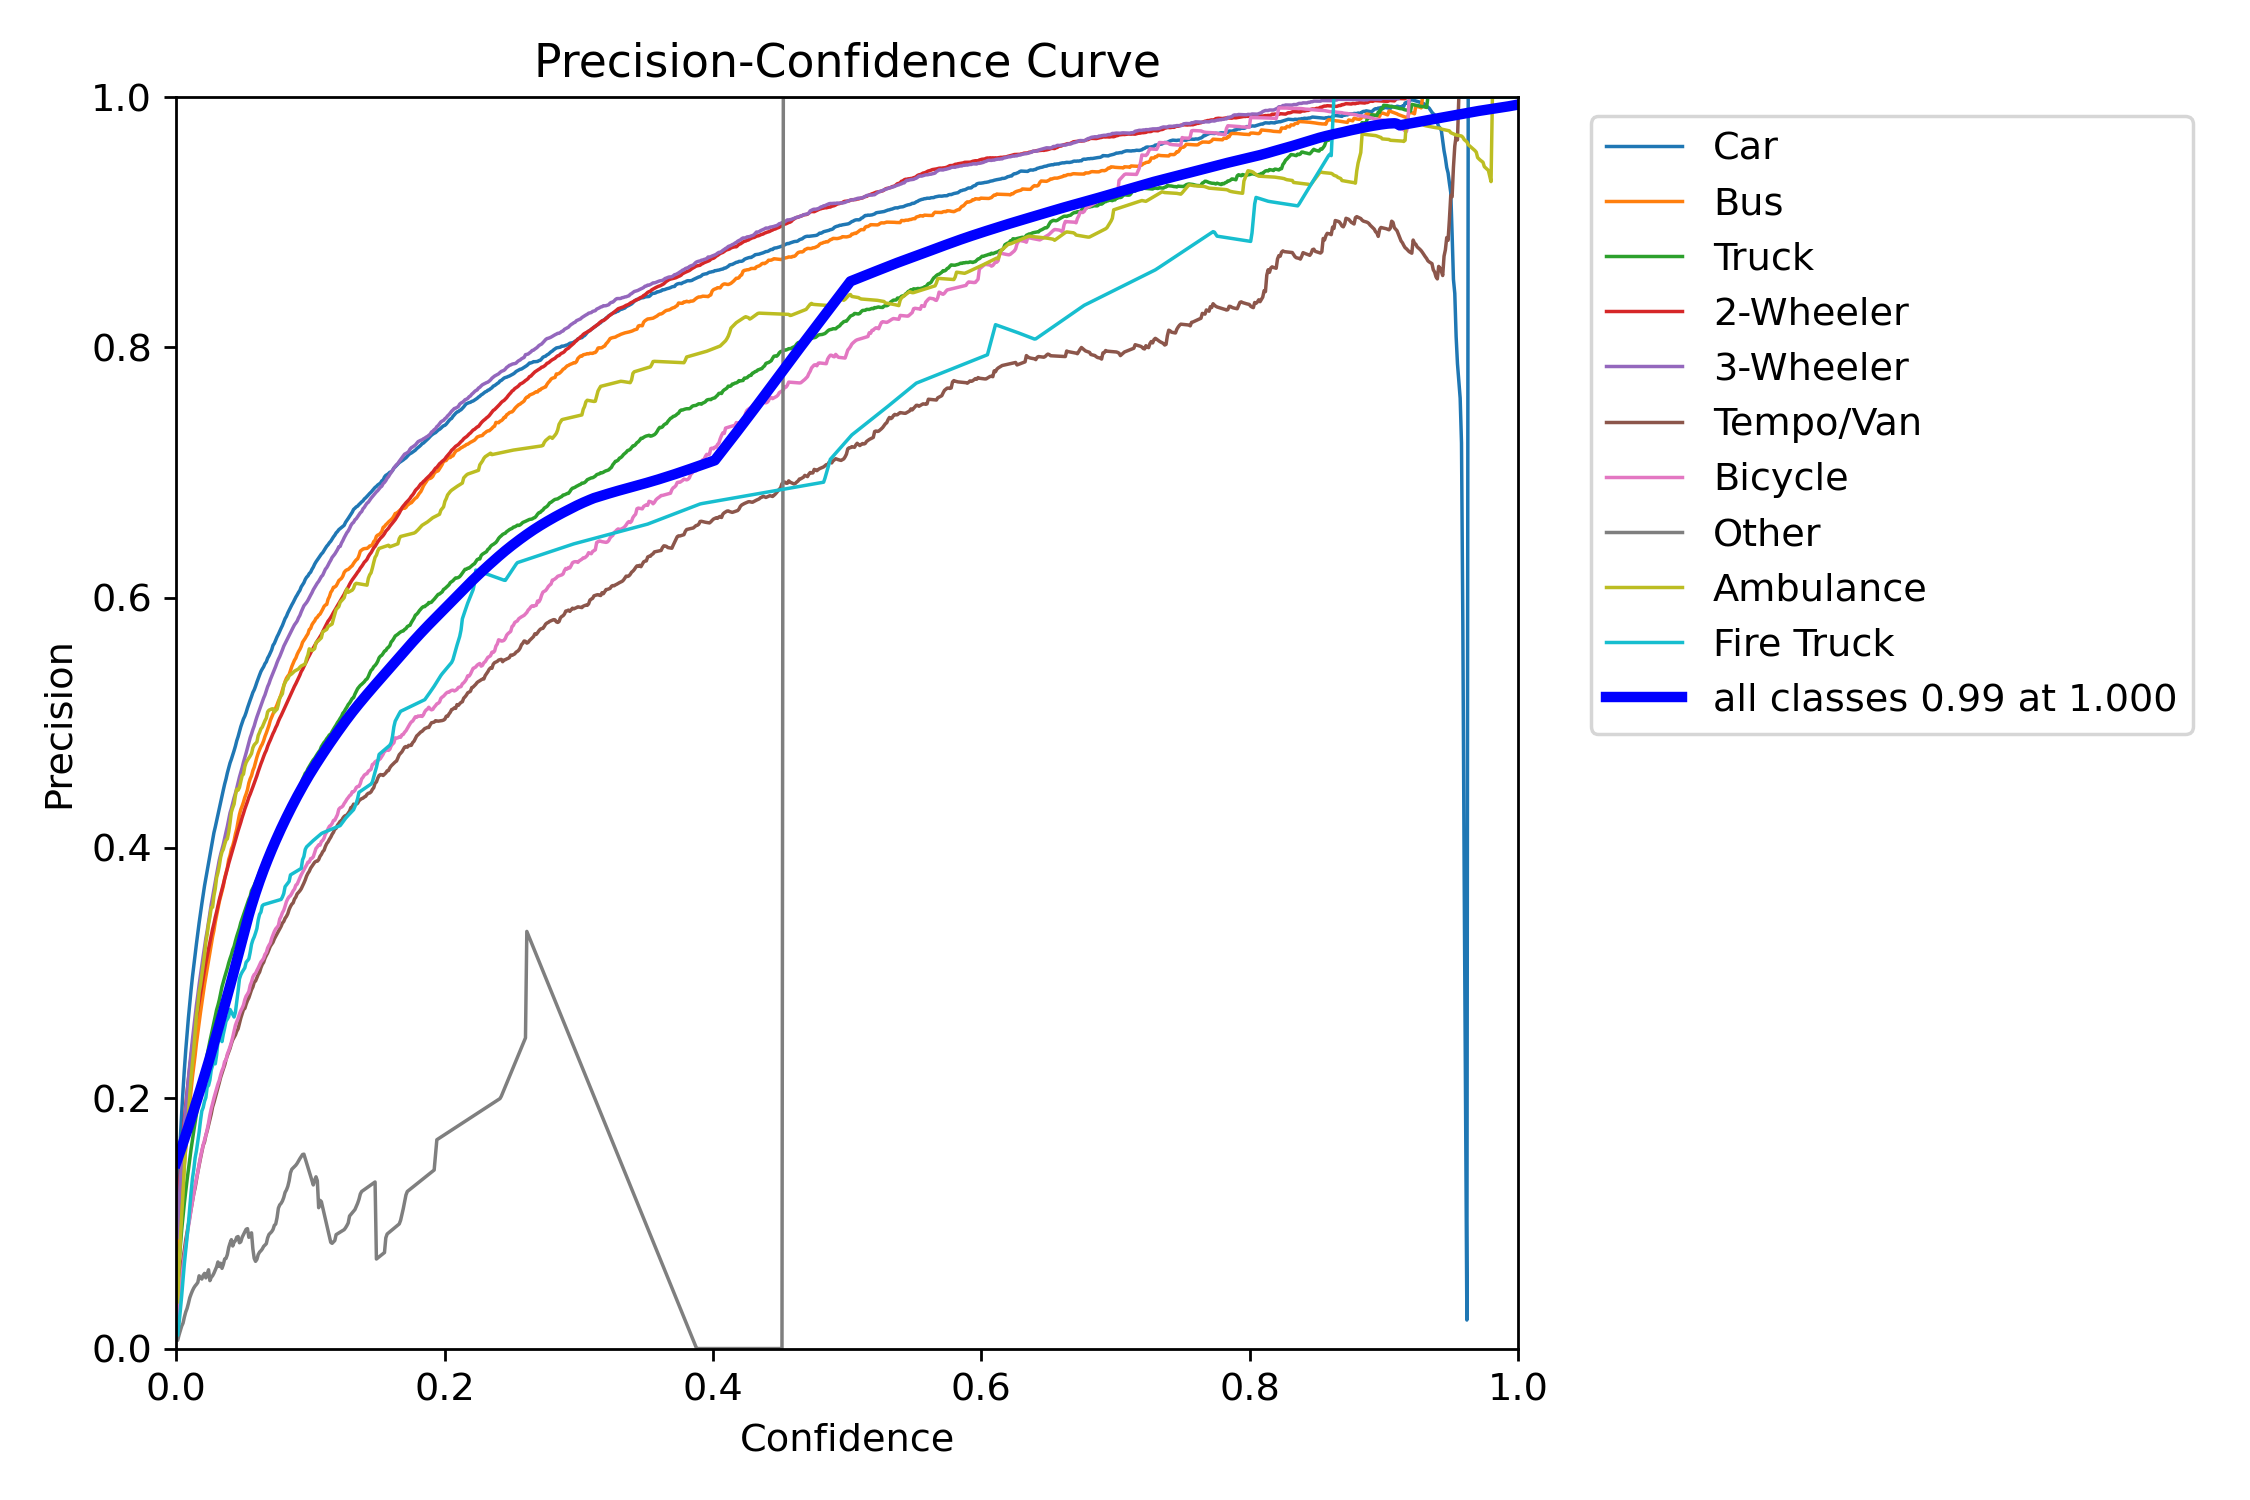 Precision-Confidence Curve
1.0
0.8
0.6
0.4
0.2
0.0
Precision
0.0 0.2 0.4 0.6 0.8 1.0
Confidence
Car
Bus
Truck
2-Wheeler
3-Wheeler
Tempo/Van
Bicycle
Other
Ambulance
Fire Truck
all classes 0.99 at 1.000